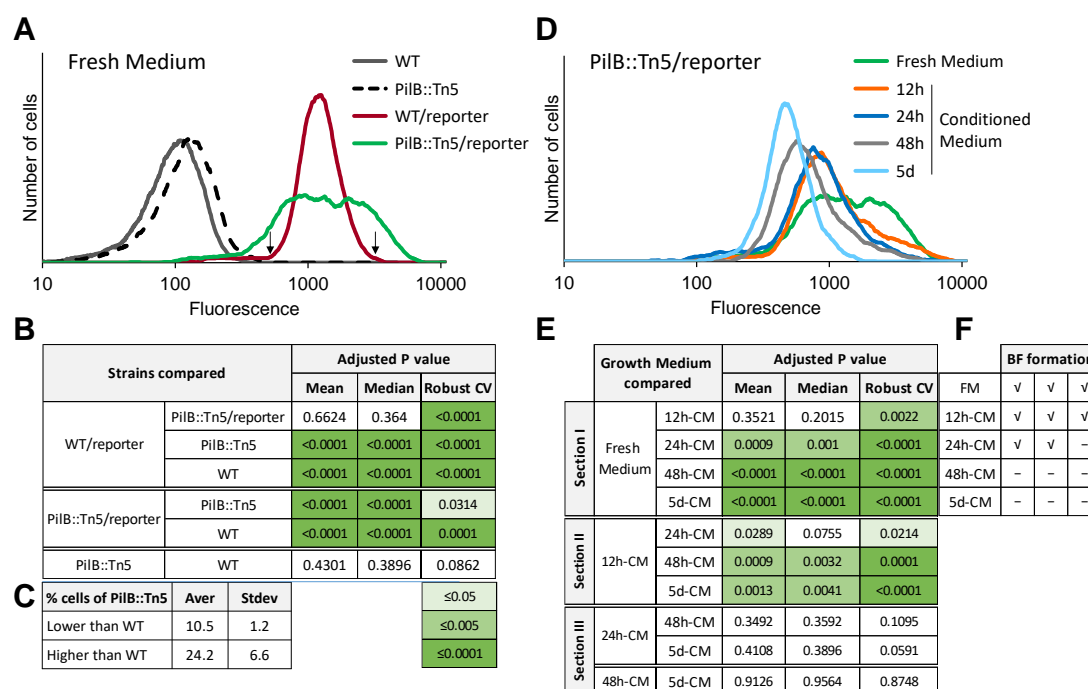 A
Fresh Medium
WT
PilB::Tn5
WT/reporter
PilB::Tn5/reporter
Number of cells
10 100 1000 10000
Fluorescence
B
Strains compared Adjusted P value
Mean Median Robust CV
WT/reporter PilB::Tn5/reporter 0.6624 0.364 <0.0001
PilB::Tn5 <0.0001 <0.0001 <0.0001
WT <0.0001 <0.0001 <0.0001
PilB::Tn5/reporter PilB::Tn5 <0.0001 <0.0001 0.0314
WT <0.0001 <0.0001 0.0001
PilB::Tn5 WT 0.4301 0.3896 0.0862
C
% cells of PilB::Tn5 Aver Stdev
Lower than WT 10.5 1.2
Higher than WT 24.2 6.6
≤0.05
≤0.005
≤0.0001
D
PilB::Tn5/reporter
Fresh Medium
12h
24h
48h
5d
Conditioned
Medium
Number of cells
10 100 1000 10000
Fluorescence
E
Growth Medium
compared
Adjusted P value
Mean Median Robust CV
Section I
Fresh
Medium
12h-CM 0.3521 0.2015 0.0022
24h-CM 0.0009 0.001 <0.0001
48h-CM <0.0001 <0.0001 <0.0001
5d-CM <0.0001 <0.0001 <0.0001
Section II
12h-CM
24h-CM 0.0289 0.0755 0.0214
48h-CM 0.0009 0.0032 0.0001
5d-CM 0.0013 0.0041 <0.0001
Section III
24h-CM
48h-CM 0.3492 0.3592 0.1095
5d-CM 0.4108 0.3896 0.0591
48h-CM 5d-CM 0.9126 0.9564 0.8748
F
BF formation
FM √ √ √
12h-CM √ √ √
24h-CM √ √ –
48h-CM – – –
5d-CM – – –